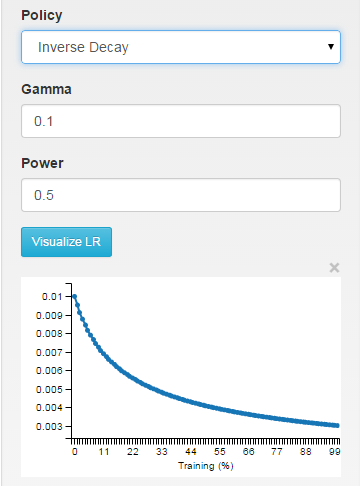 Policy
Inverse Decay
Gamma
0.1
Power
0.5
Visualize LR
×
0.01
0.009
0.008
0.007
0.006
0.005
0.004
0.003
0 11 22 33 44 55 66 77 88 99
Training (%)